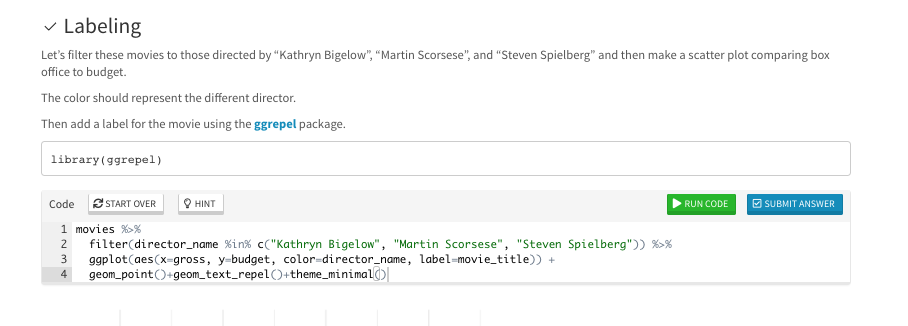 Labeling
Let's filter these movies to those directed by “Kathryn Bigelow”, “Martin Scorsese”, and “Steven Spielberg” and then make a scatter plot comparing box
office to budget.
The color should represent the different director.
Then add a label for the movie using the ggrepel package.
library(ggrepel)
Code START OVER HINT RUN CODE SUBMIT ANSWER
1 movies %>%
2 filter(director_name %in% c("Kathryn Bigelow", "Martin Scorsese", "Steven Spielberg")) %>%
3 ggplot(aes(x=gross, y=budget, color=director_name, label=movie_title)) +
4 geom_point()+geom_text_repel()+theme_minimal()